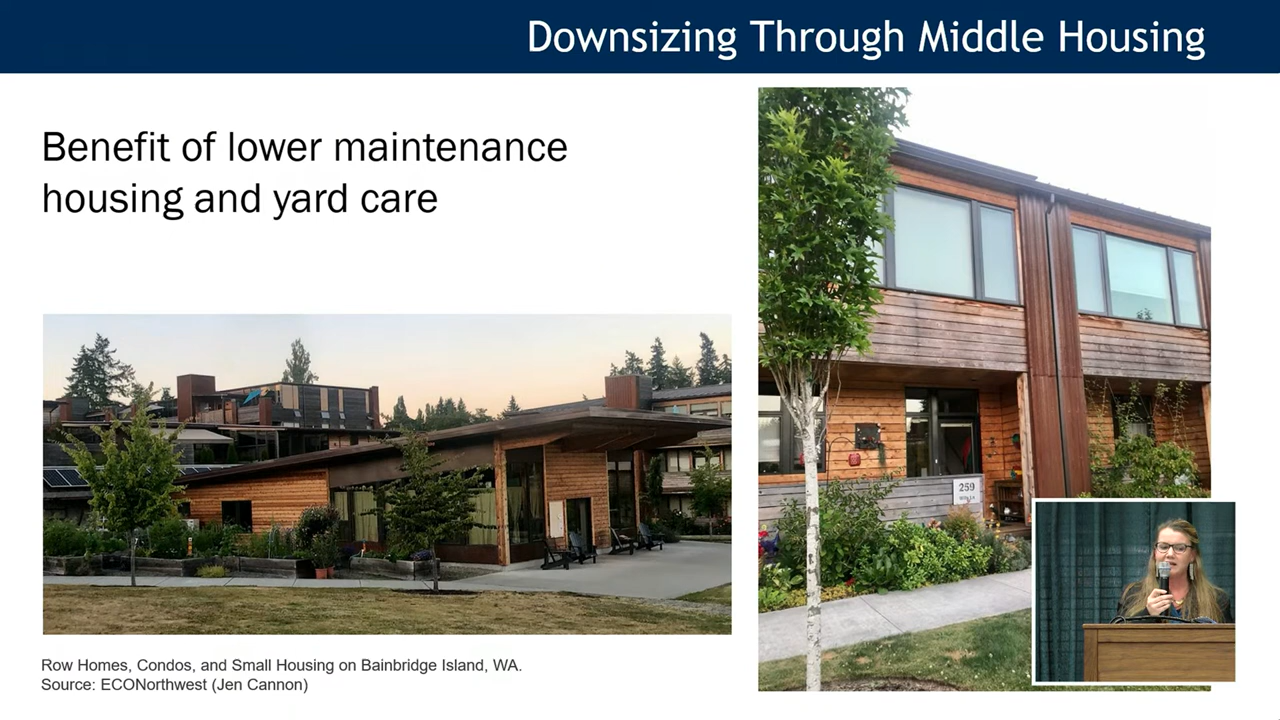 Downsizing Through Middle Housing
Benefit of lower maintenance
housing and yard care
259
Row Homes, Condos, and Small Housing on Bainbridge Island, WA.
Source: ECONorthwest (Jen Cannon)